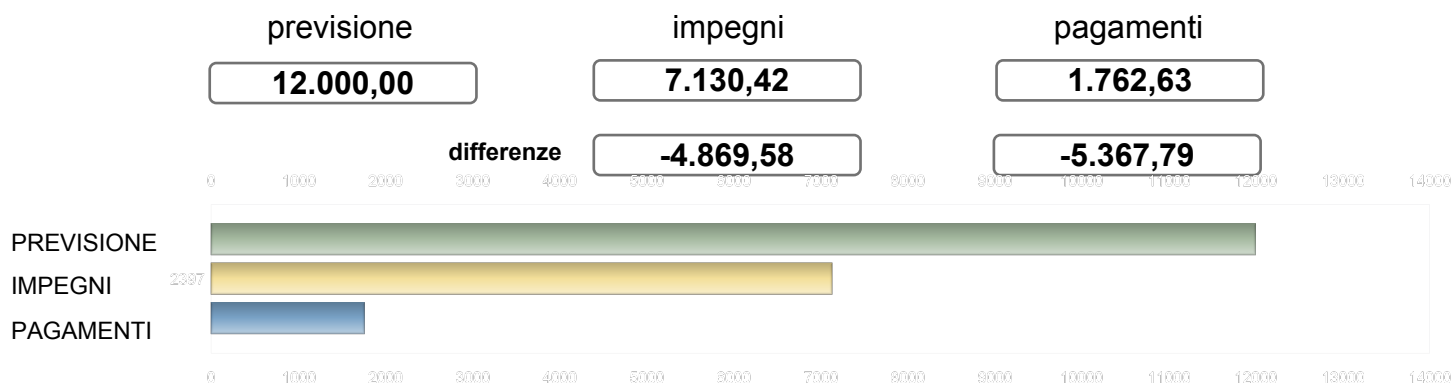 previsione impegni pagamenti
12.000,00 7.130,42 1.762,63
differenze -4.869,58 -5.367,79
0 1000 2000 3000 4000 5000 6000 7000 8000 9000 10000 11000 12000 13000 14000
PREVISIONE
IMPEGNI 2397
PAGAMENTI
0 1000 2000 3000 4000 5000 6000 7000 8000 9000 10000 11000 12000 13000 14000